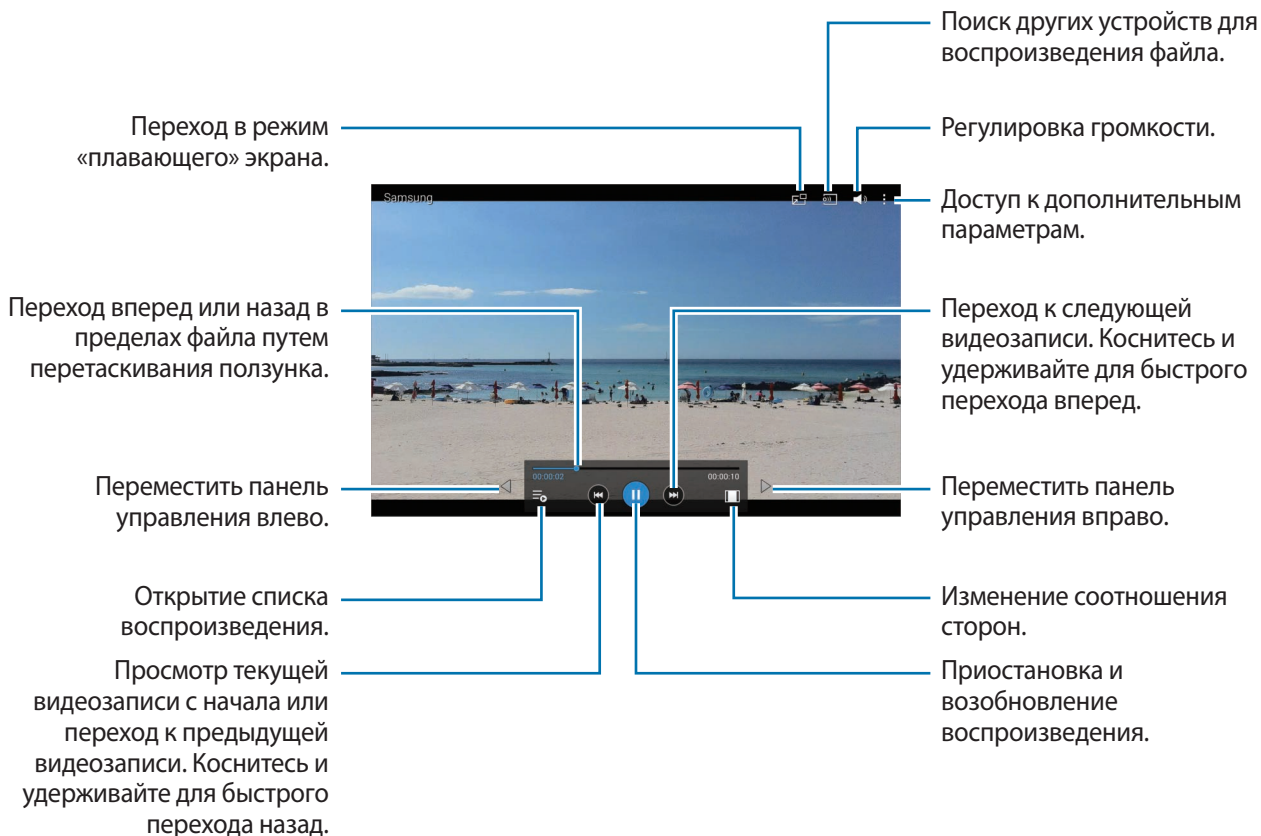 Поиск других устройств для
воспроизведения файла.
Переход в режим
«плавающего» экрана.
Регулировка громкости.
Samsung
Доступ к дополнительным
параметрам.
Переход вперед или назад в
пределах файла путем
перетаскивания ползунка.
Переход к следующей
видеозаписи. Коснитесь и
удерживайте для быстрого
перехода вперед.
00:00:02
00:00:10
Переместить панель
управления влево.
Переместить панель
управления вправо.
Открытие списка
воспроизведения.
Изменение соотношения
сторон.
Просмотр текущей
видеозаписи с начала или
переход к предыдущей
видеозаписи. Коснитесь и
удерживайте для быстрого
перехода назад.
Приостановка и
возобновление
воспроизведения.